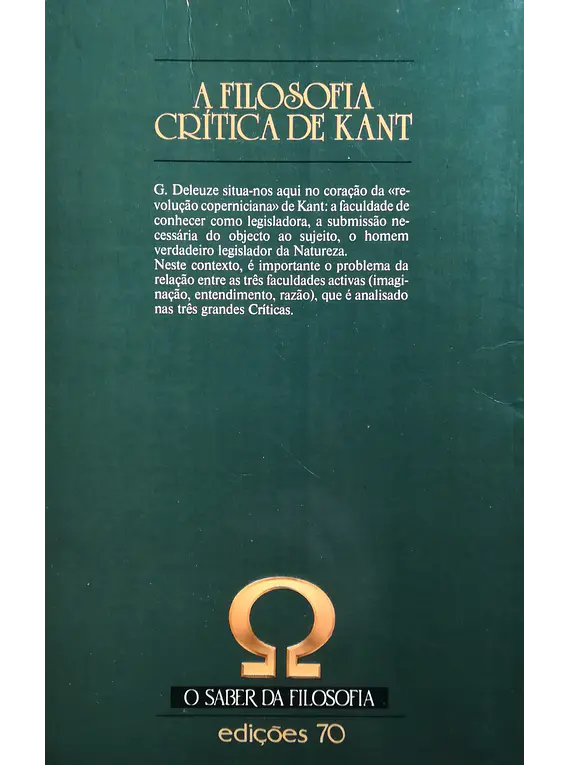 A FILOSOFIA
CRÍTICA DE KANT
G. Deleuze situa-nos aqui no coração da «re-
volução coperniciana» de Kant: a faculdade de
conhecer como legisladora, a submissão ne-
cessária do objecto ao sujeito, o homem
verdadeiro legislador da Natureza.
Neste contexto, é importante o problema da
relação entre as três faculdades activas (imagi-
nação, entendimento, razão), que é analisado
nas três grandes Críticas.
Ω
O SABER DA FILOSOFIA
edições 70